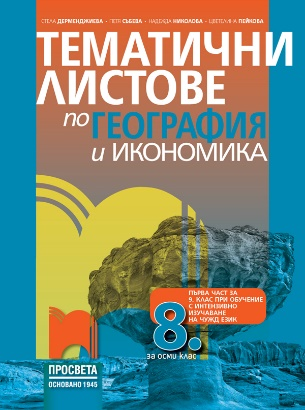 СТЕЛА ДЕРМЕНДЖИЕВА • ПЕТЯ СЪБЕВА • НАДЕЖДА НИКОЛОВА • ЦВЕТЕЛИНА ПЕЙКОВА
ТЕМАТИЧНИ
ЛИСТОВЕ
по ГЕОГРАФИЯ
и ИКОНОМИКА
ПЪРВА ЧАСТ ЗА
9. КЛАС ПРИ ОБУЧЕНИЕ
С ИНТЕНЗИВНО
ИЗУЧАВАНЕ
НА ЧУЖД ЕЗИК
8.
за осми клас
ПРОСВЕТА
ОСНОВАНО 1945